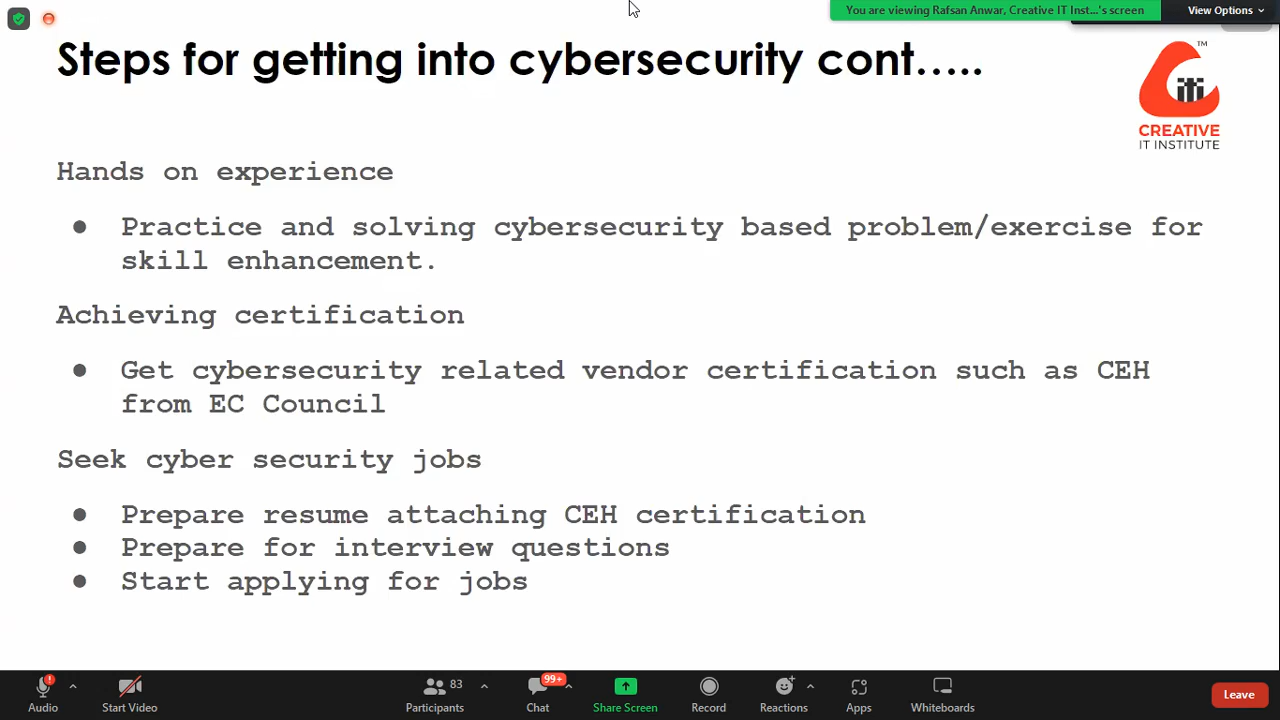 You are viewing Rafsan Anwar, Creative IT Inst...'s screen
View Options
Steps for getting into cybersecurity cont.....
TM
CREATIVE
IT INSTITUTE
Hands on experience
● Practice and solving cybersecurity based problem/exercise for
skill enhancement.
Achieving certification
● Get cybersecurity related vendor certification such as CEH
from EC Council
Seek cyber security jobs
● Prepare resume attaching CEH certification
● Prepare for interview questions
● Start applying for jobs
83
99+
Audio
Start Video
Participants
Chat
Share Screen
Record
Reactions
Apps
Whiteboards
Leave